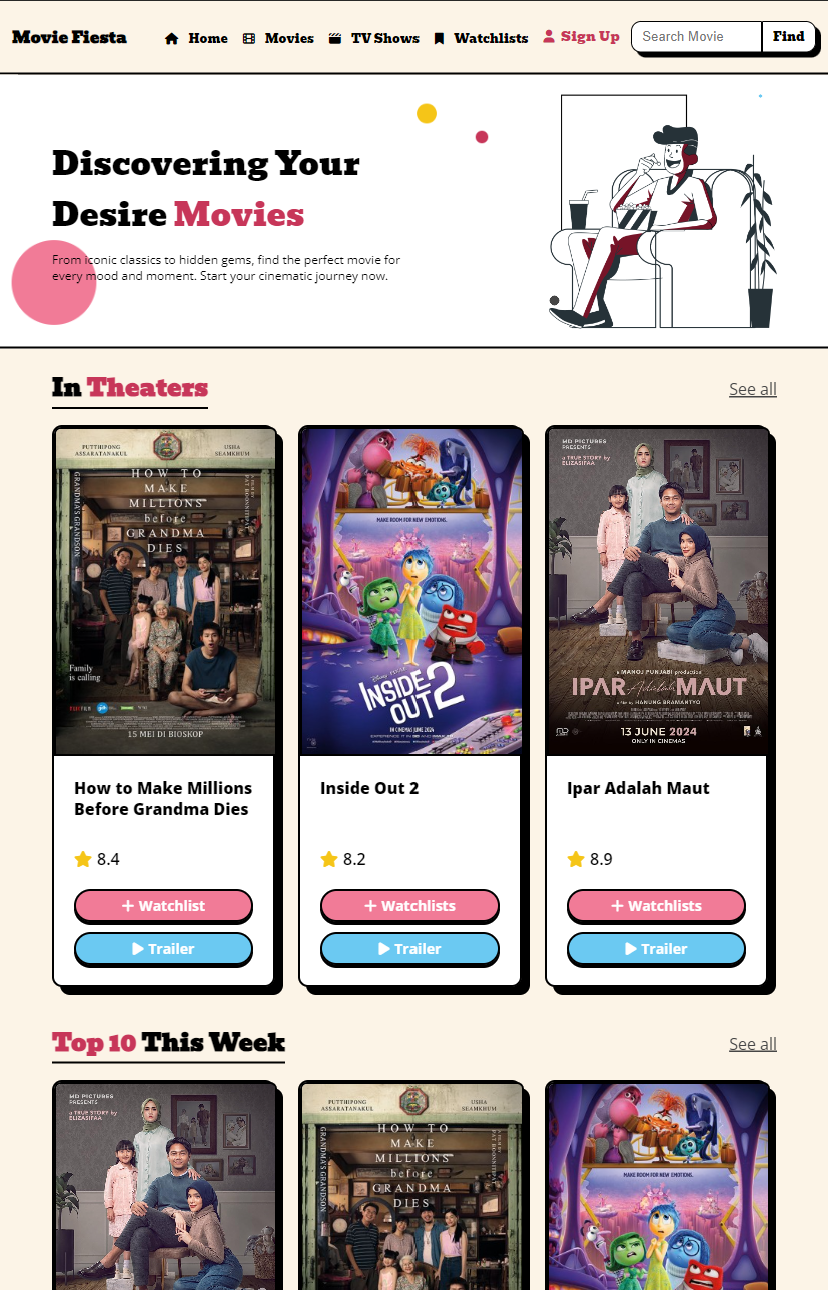 Movie Fiesta
Home
Movies
TV Shows
Watchlists
Sign Up
Search Movie
Find
Discovering Your
Desire Movies
From iconic classics to hidden gems, find the perfect movie for
every mood and moment. Start your cinematic journey now.
In Theaters
See all
PUTTHIPONG
ASSARATANAKUL
USHA
SEAMKHUM
HOW TO
MAKE
MILLIONS
before
GRANDMA
DIES
GRANDMA'S GRANDSON
Family
is calling
15 MEI DI BIOSKOP
MAKE ROOM FOR NEW EMOTIONS.
Disney PIXAR
INSIDE
OUT 2
IN CINEMAS JUNE 2024
MD PICTURES
PRESENTS
a TRUE STORY by
ELIZASIFAA
a MANOJ PUNJABI production
IPAR Adalah MAUT
a film by HANUNG BRAMANTYO
13 JUNE 2024
ONLY IN CINEMAS
How to Make Millions
Before Grandma Dies
8.4
Watchlist
Trailer
Inside Out 2
8.2
Watchlists
Trailer
Ipar Adalah Maut
8.9
Watchlists
Trailer
Top 10 This Week
See all
MD PICTURES
PRESENTS
a TRUE STORY by
ELIZASIFAA
PUTTHIPONG
ASSARATANAKUL
USHA
SEAMKHUM
HOW TO
MAKE
MILLIONS
before
GRANDMA
DIES
GRANDMA'S GRANDSON
MAKE ROOM FOR NEW EMOTIONS.